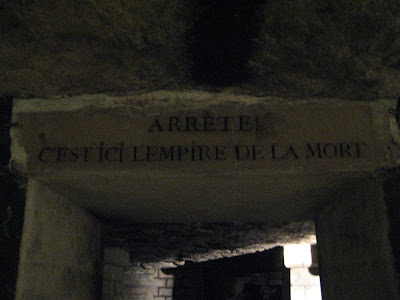 ARRÊTE!
C'EST ICI L'EMPIRE DE LA MORT